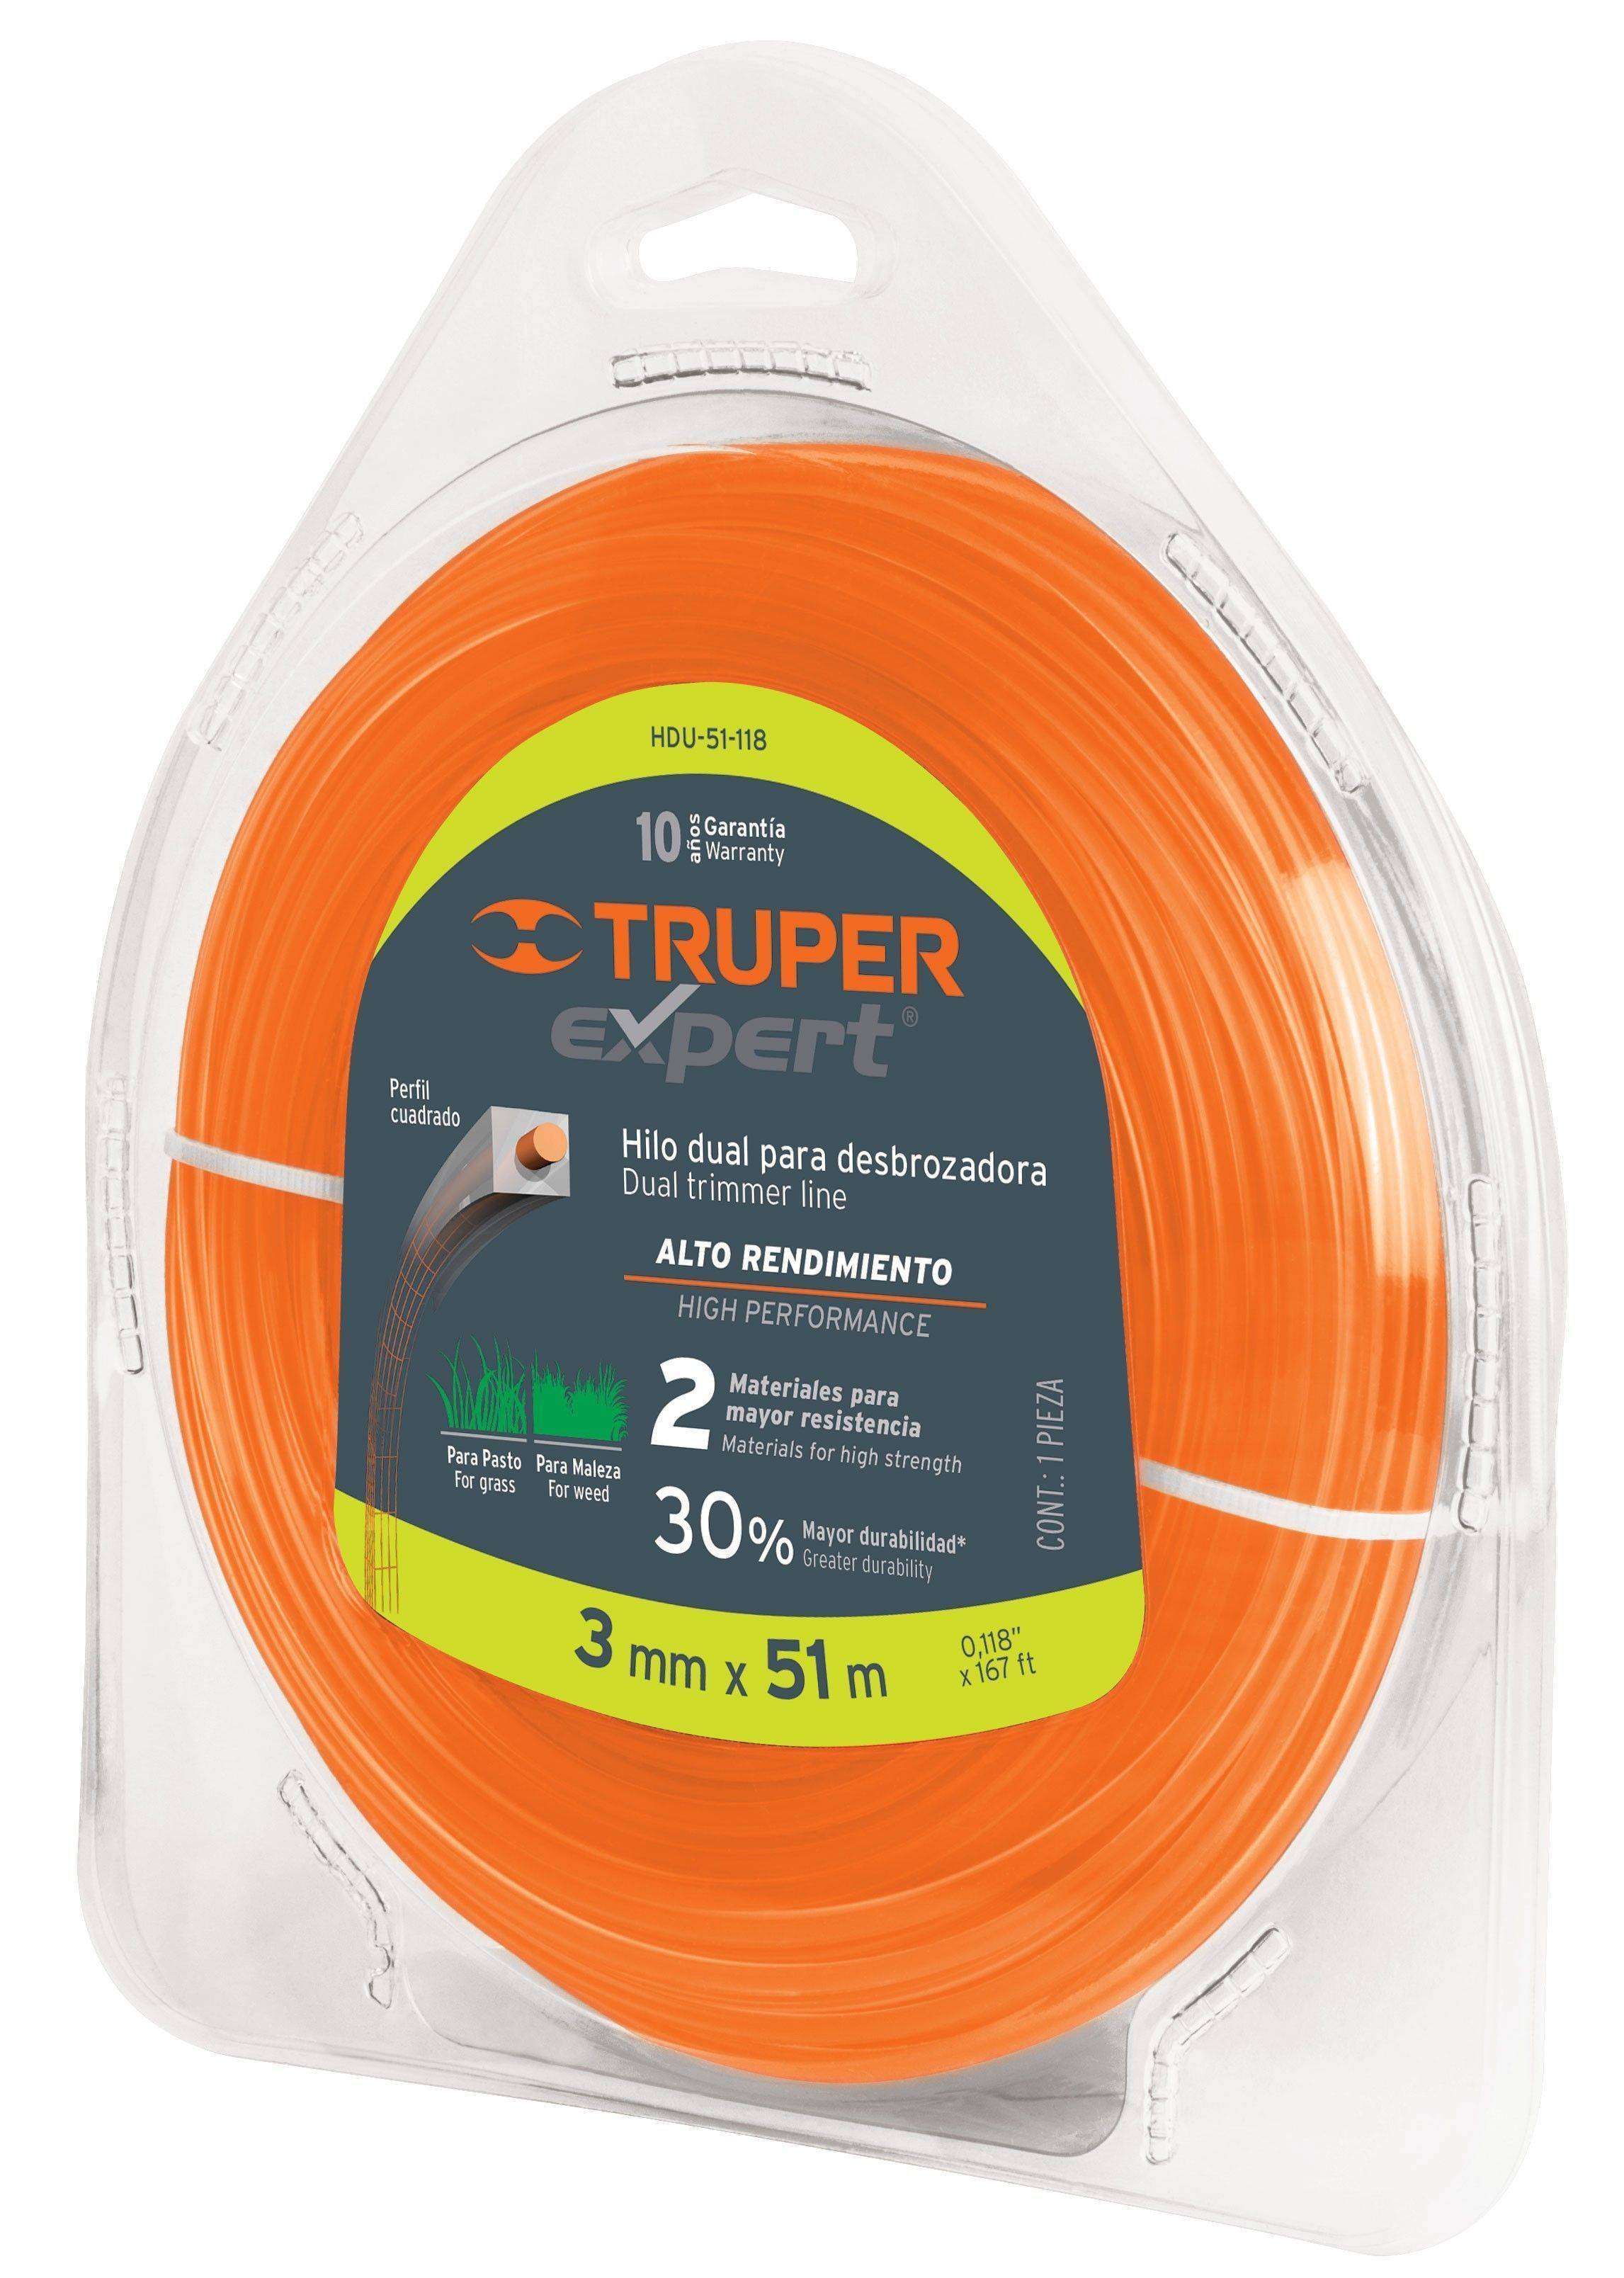 HDU-51-118
10 años Garantía
Warranty
TRUPER
expert®
Perfil
cuadrado
Hilo dual para desbrozadora
Dual trimmer line
ALTO RENDIMIENTO
HIGH PERFORMANCE
2 Materiales para
mayor resistencia
Materials for high strength
Para Pasto
For grass
Para Maleza
For weed
30% Mayor durabilidad*
Greater durability
CONT.: 1 PIEZA
3 mm x 51 m
0,118"
x 167 ft